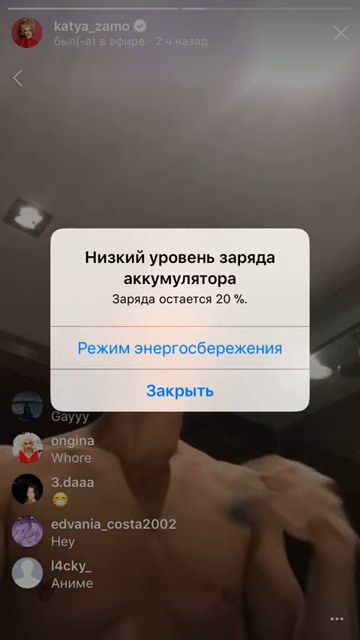 katya_zamo
был(-а) в эфире · 2 ч назад
Низкий уровень заряда
аккумулятора
Заряда остается 20 %.
Режим энергосбережения
Закрыть
Gayyy
ongina
Whore
3.daaa
😁
edvania_costa2002
Hey
l4cky_
Аниме